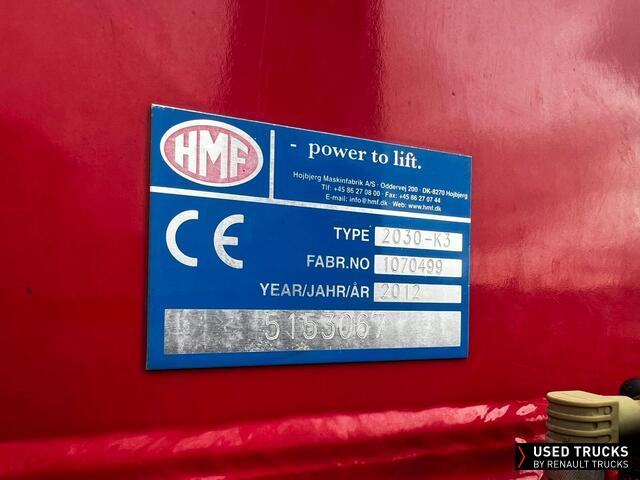 HMF
- power to lift.
Hojbjerg Maskinfabrik A/S · Oddervej 200 · DK-8270 Hojbjerg
Tlf: +45 86 27 08 00 · Fax: +45 86 27 07 44
E-mail: info@hmf.dk · Web: www.hmf.dk
CE
TYPE 2030-K3
FABR.NO 1070499
YEAR/JAHR/ÅR 2012
5153067
USED TRUCKS
BY RENAULT TRUCKS